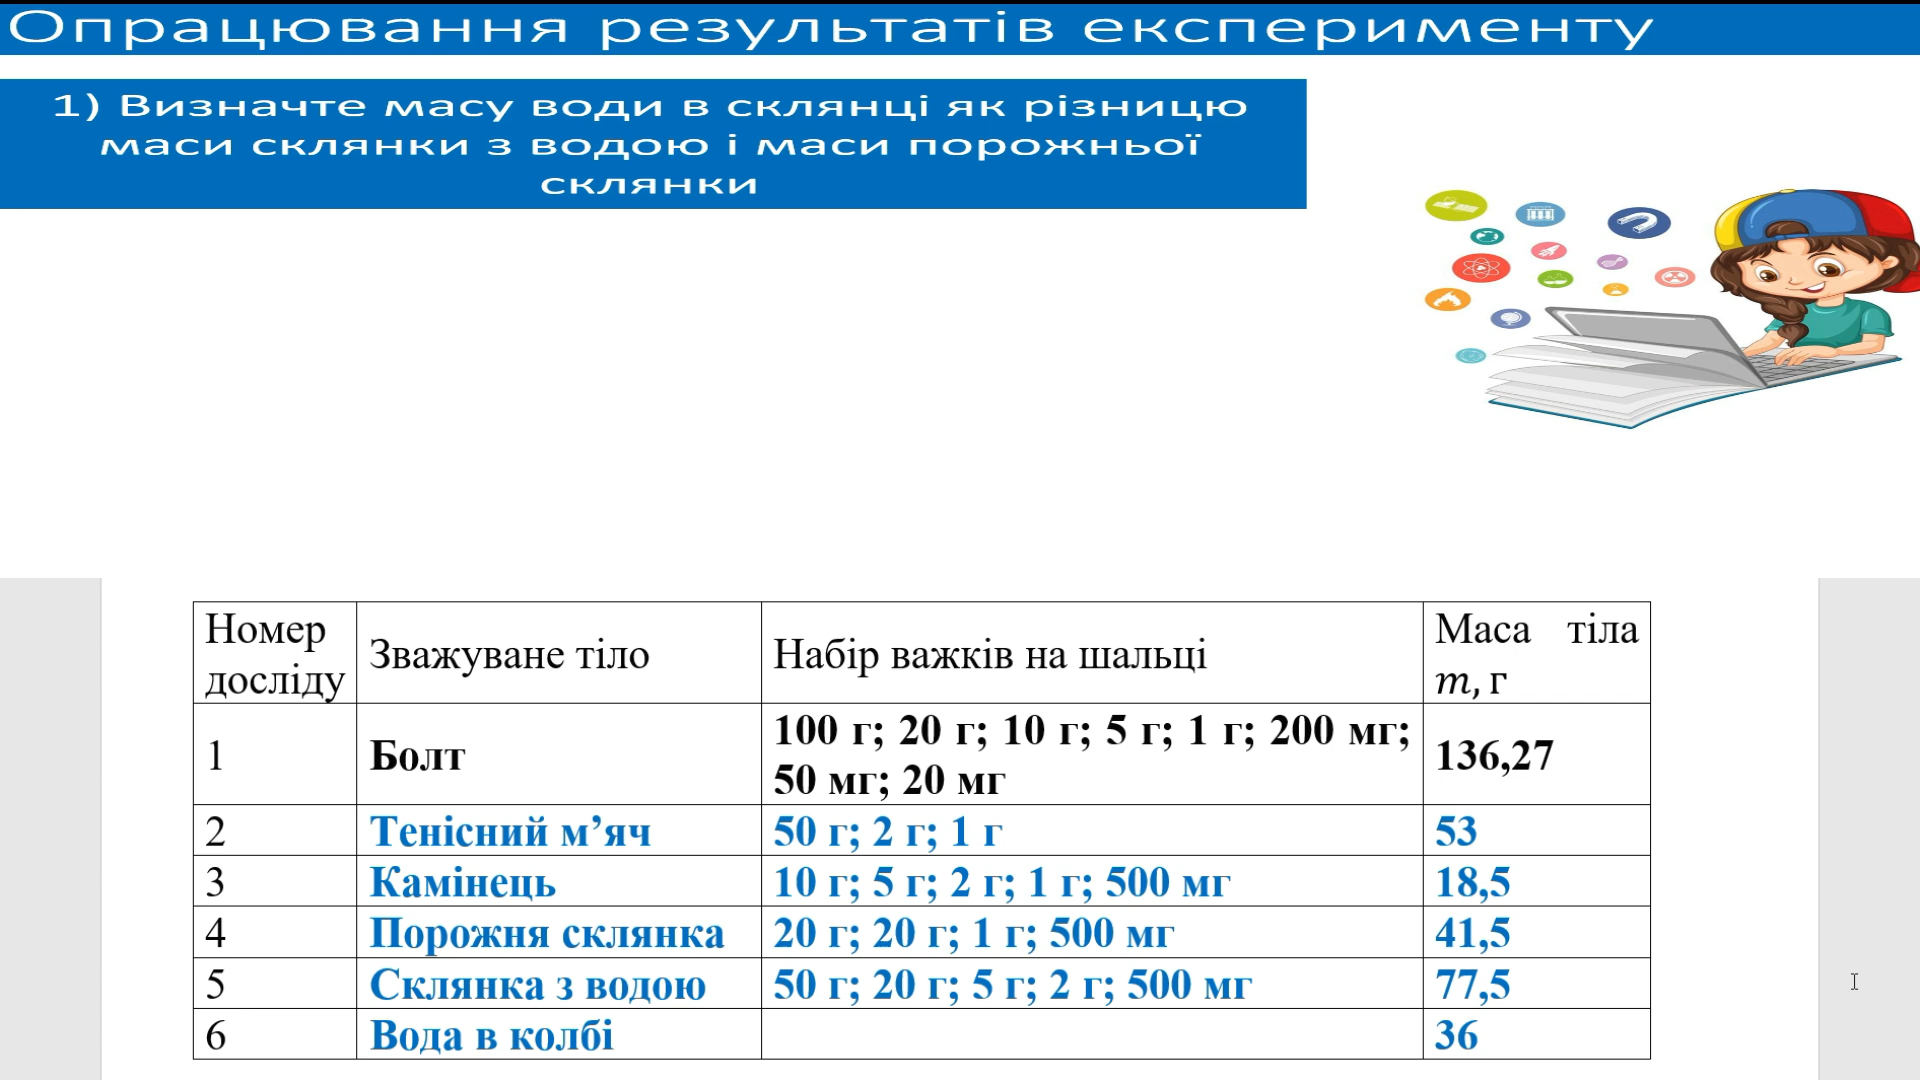 Опрацювання результатів експерименту
1) Визначте масу води в склянці як різницю
маси склянки з водою і маси порожньої
склянки
Номер досліду Зважуване тіло Набір важків на шальці Маса тіла m, г
1 Болт 100 г; 20 г; 10 г; 5 г; 1 г; 200 мг; 50 мг; 20 мг 136,27
2 Тенісний м’яч 50 г; 2 г; 1 г 53
3 Камінець 10 г; 5 г; 2 г; 1 г; 500 мг 18,5
4 Порожня склянка 20 г; 20 г; 1 г; 500 мг 41,5
5 Склянка з водою 50 г; 20 г; 5 г; 2 г; 500 мг 77,5
6 Вода в колбі 36